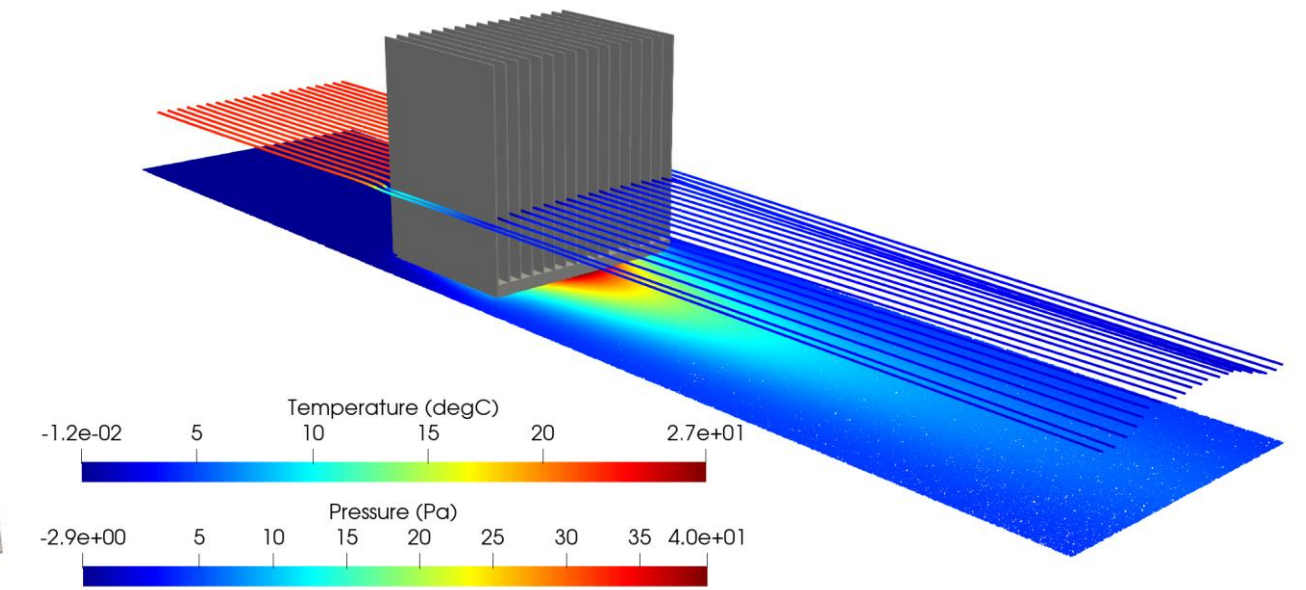 Temperature (degC)
-1.2e-02 5 10 15 20 2.7e+01
Pressure (Pa)
-2.9e+00 5 10 15 20 25 30 35 4.0e+01